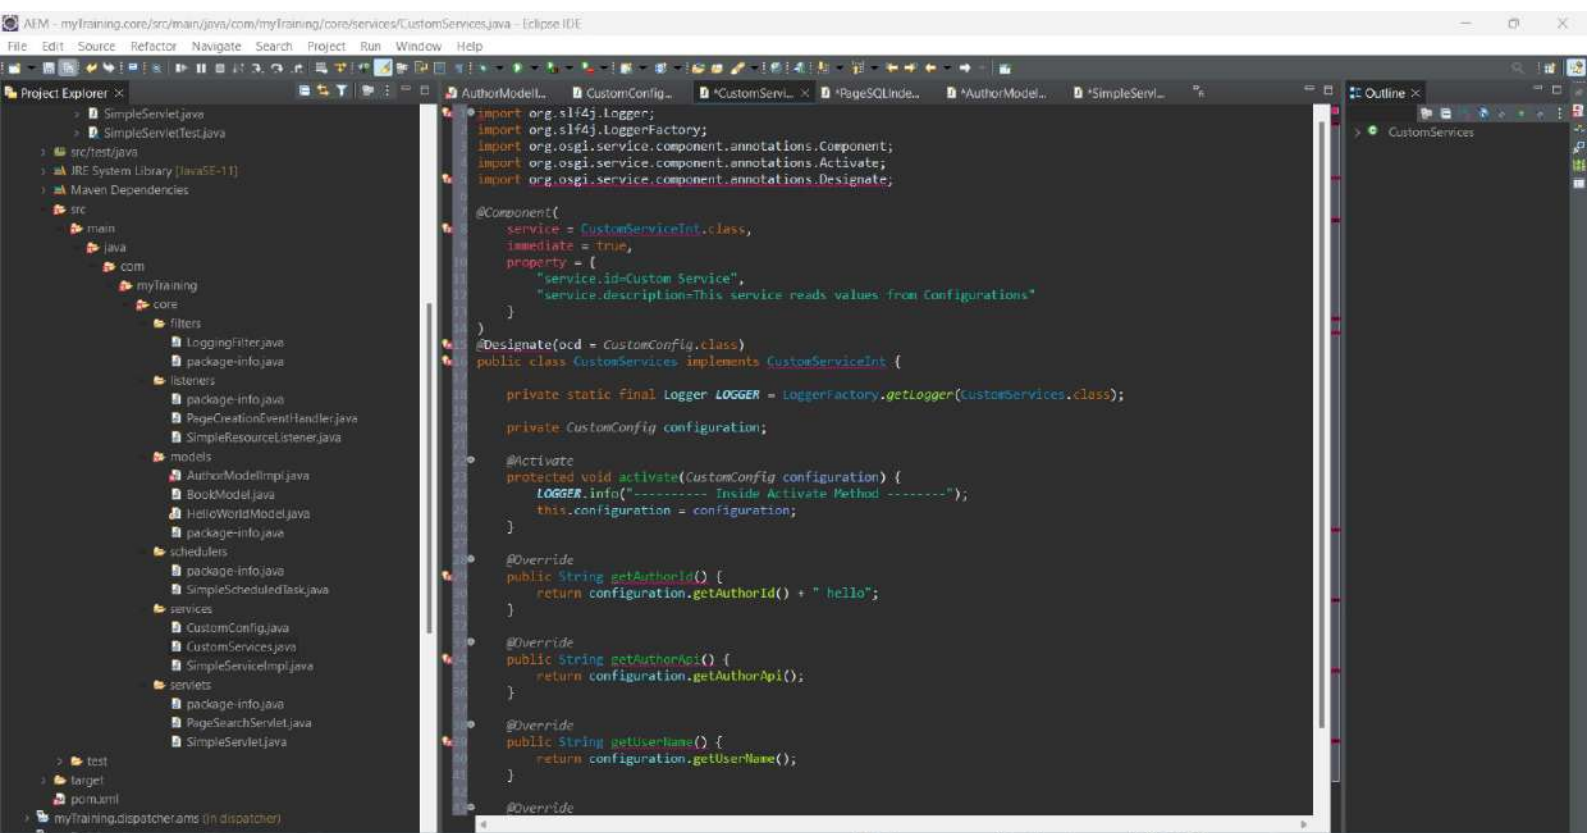 AEM - myTraining.core/src/main/java/com/myTraining/core/services/CustomServices.java - Eclipse IDE
File Edit Source Refactor Navigate Search Project Run Window Help
Project Explorer
SimpleServlet.java
SimpleServletTest.java
src/test/java
JRE System Library [JavaSE-11]
Maven Dependencies
src
main
java
com
myTraining
core
filters
LoggingFilter.java
package-info.java
listeners
package-info.java
PageCreationEventHandler.java
SimpleResourceListener.java
models
AuthorModelImpl.java
BookModel.java
HelloWorldModel.java
package-info.java
schedulers
package-info.java
SimpleScheduledTask.java
services
CustomConfig.java
CustomServices.java
SimpleServiceImpl.java
servlets
package-info.java
PageSearchServlet.java
SimpleServlet.java
test
target
pom.xml
myTraining.dispatcher.ams (in dispatcher)
AuthorModelI... CustomConfig... *CustomServi... *PageSQLInde... *AuthorModel... *SimpleServl...
import org.slf4j.Logger;
import org.slf4j.LoggerFactory;
import org.osgi.service.component.annotations.Component;
import org.osgi.service.component.annotations.Activate;
import org.osgi.service.component.annotations.Designate;
@Component(
service = CustomServiceInt.class,
immediate = true,
property = {
"service.id=Custom Service",
"service.description=This service reads values from Configurations"
}
)
@Designate(ocd = CustomConfig.class)
public class CustomServices implements CustomServiceInt {
private static final Logger LOGGER = LoggerFactory.getLogger(CustomServices.class);
private CustomConfig configuration;
@Activate
protected void activate(CustomConfig configuration) {
LOGGER.info("---------- Inside Activate Method --------");
this.configuration = configuration;
}
@Override
public String getAuthorId() {
return configuration.getAuthorId() + " hello";
}
@Override
public String getAuthorApi() {
return configuration.getAuthorApi();
}
@Override
public String getUserName() {
return configuration.getUserName();
}
@Override
Outline
CustomServices